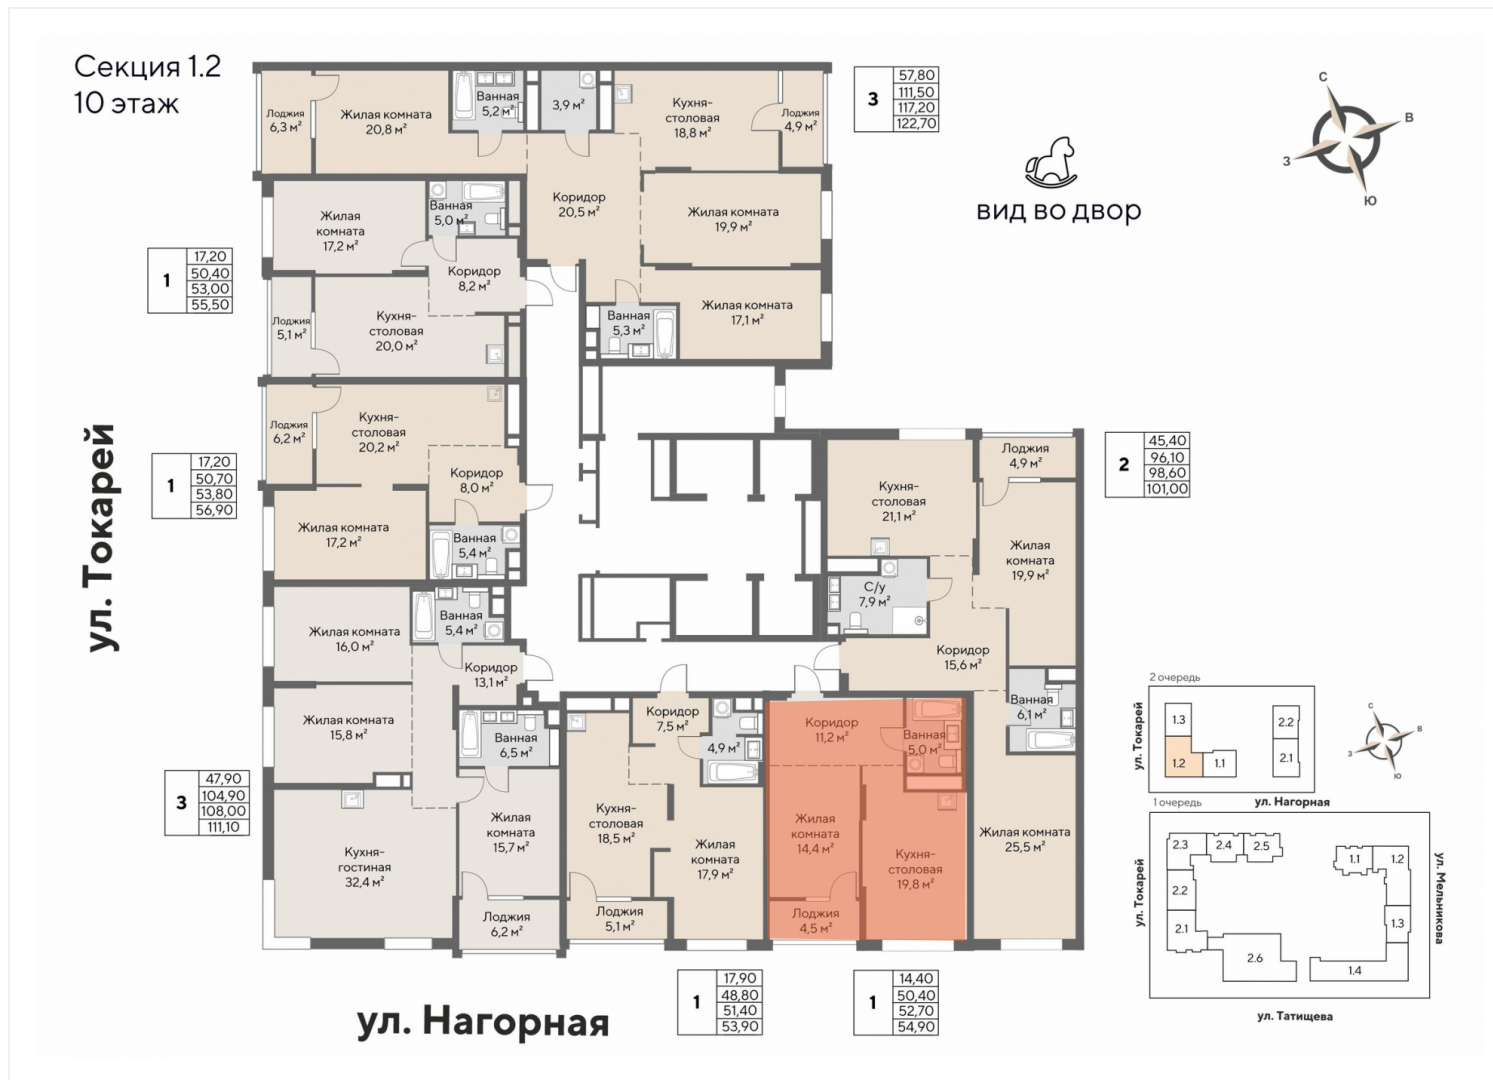 Секция 1.2
10 этаж
Лоджия
6,3 м²
Жилая комната
20,8 м²
Ванная
5,2 м²
3,9 м²
Кухня-
столовая
18,8 м²
Лоджия
4,9 м²
3
57,80
111,50
117,20
122,70
С
В
З
Ю
вид во двор
Жилая
комната
17,2 м²
Ванная
5,0 м²
Коридор
20,5 м²
Жилая комната
19,9 м²
1
17,20
50,40
53,00
55,50
Коридор
8,2 м²
Лоджия
5,1 м²
Кухня-
столовая
20,0 м²
Ванная
5,3 м²
Жилая комната
17,1 м²
ул. Токарей
Лоджия
6,2 м²
Кухня-
столовая
20,2 м²
Коридор
8,0 м²
1
17,20
50,70
53,80
56,90
Жилая комната
17,2 м²
Ванная
5,4 м²
Кухня-
столовая
21,1 м²
Лоджия
4,9 м²
2
45,40
96,10
98,60
101,00
Жилая
комната
19,9 м²
С/у
7,9 м²
Коридор
15,6 м²
Ванная
6,1 м²
Жилая комната
25,5 м²
Жилая комната
16,0 м²
Ванная
5,4 м²
Коридор
13,1 м²
Жилая комната
15,8 м²
Ванная
6,5 м²
3
47,90
104,90
108,00
111,10
Кухня-
гостиная
32,4 м²
Жилая
комната
15,7 м²
Лоджия
6,2 м²
Коридор
7,5 м²
4,9 м²
Кухня-
столовая
18,5 м²
Жилая
комната
17,9 м²
Лоджия
5,1 м²
Коридор
11,2 м²
Ванная
5,0 м²
Жилая
комната
14,4 м²
Кухня-
столовая
19,8 м²
Лоджия
4,5 м²
1
17,90
48,80
51,40
53,90
1
14,40
50,40
52,70
54,90
ул. Нагорная
2 очередь
ул. Токарей
1.3
1.2
1.1
2.2
2.1
С
В
З
Ю
ул. Нагорная
1 очередь
ул. Токарей
2.3
2.4
2.5
2.2
2.1
2.6
1.1
1.2
1.3
1.4
ул. Мельникова
ул. Татищева